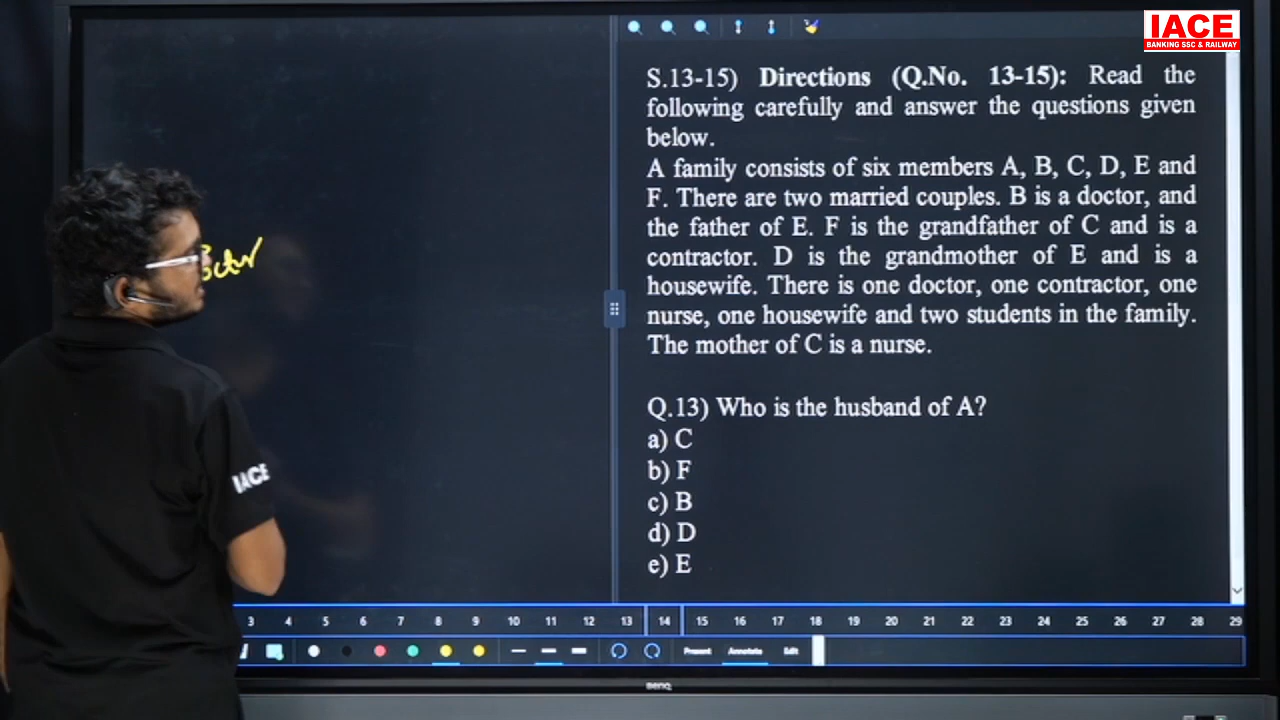 IACE
BANKING SSC & RAILWAY
S.13-15) Directions (Q.No. 13-15): Read the
following carefully and answer the questions given
below.
A family consists of six members A, B, C, D, E and
F. There are two married couples. B is a doctor, and
the father of E. F is the grandfather of C and is a
contractor. D is the grandmother of E and is a
housewife. There is one doctor, one contractor, one
nurse, one housewife and two students in the family.
The mother of C is a nurse.
Q.13) Who is the husband of A?
a) C
b) F
c) B
d) D
e) E
IACE
3 4 5 6 7 8 9 10 11 12 13 14 15 16 17 18 19 20 21 22 23 24 25 26 27 28 29
Present Annotate Edit
BenQ